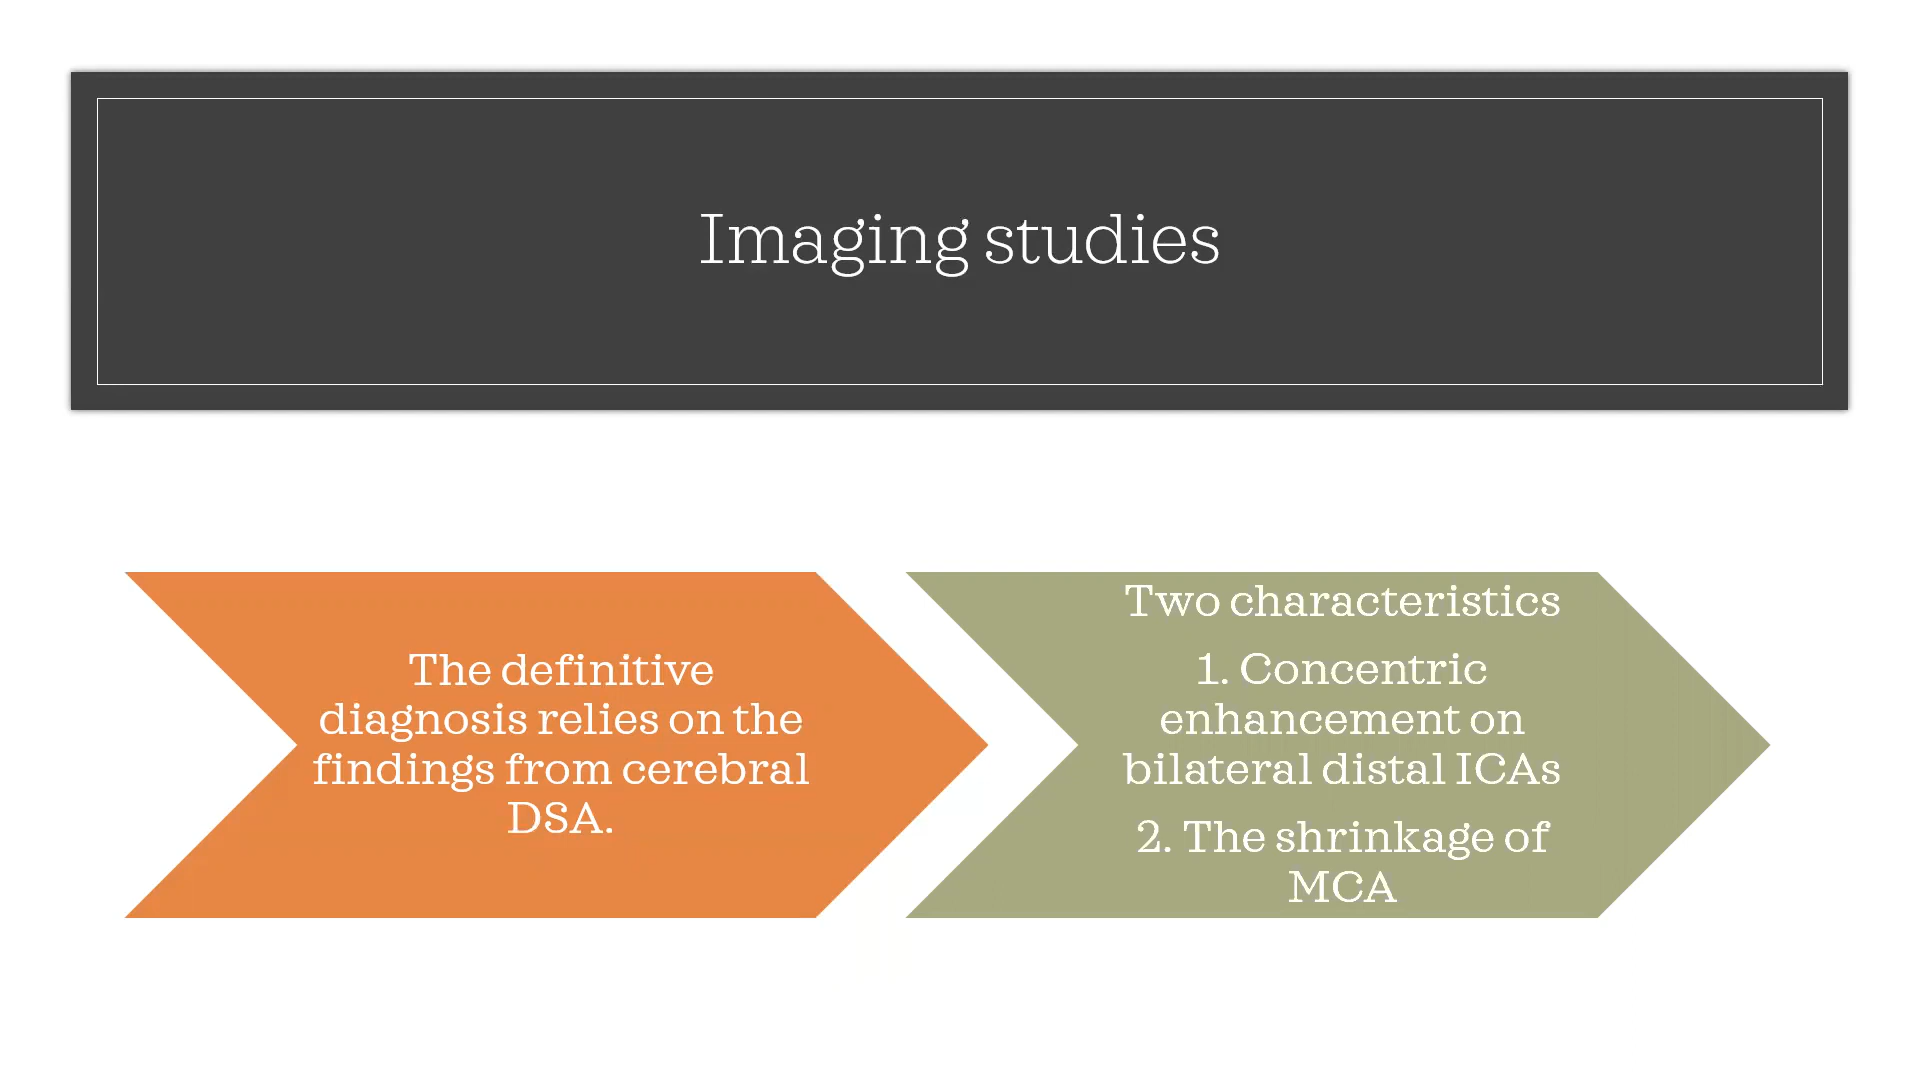 Imaging studies
The definitive
diagnosis relies on the
findings from cerebral
DSA.
Two characteristics
1. Concentric
enhancement on
bilateral distal ICAs
2. The shrinkage of
MCA